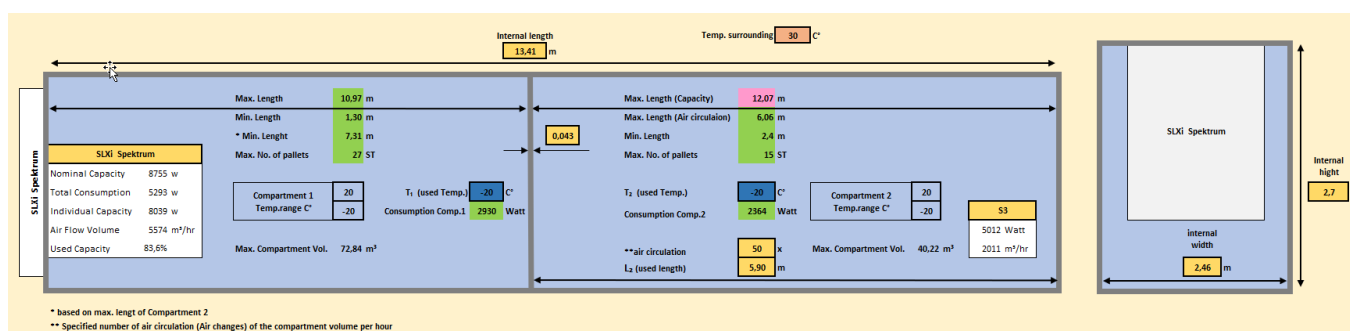 Internal length
13,41 m
Temp. surrounding 30 C°
SLXi Spektrum
Max. Length 10,97 m
Min. Length 1,30 m
* Min. Lenght 7,31 m
Max. No. of pallets 27 ST
SLXi Spektrum
Nominal Capacity 8755 w
Total Consumption 5293 w
Individual Capacity 8039 w
Air Flow Volume 5574 m³/hr
Used Capacity 83,6%
Compartment 1
Temp.range C°
20
-20
T₁ (used Temp.) -20 C°
Consumption Comp.1 2930 Watt
Max. Compartment Vol. 72,84 m³
0,043
Max. Length (Capacity) 12,07 m
Max. Length (Air circulaion) 6,06 m
Min. Length 2,4 m
Max. No. of pallets 15 ST
T₂ (used Temp.) -20 C°
Consumption Comp.2 2364 Watt
Compartment 2
Temp.range C°
20
-20
**air circulation 50 x
L₂ (used length) 5,90 m
Max. Compartment Vol. 40,22 m³
S3
5012 Watt
2011 m³/hr
SLXi Spektrum
Internal
hight
2,7
internal
width
2,46 m
* based on max. lengt of Compartment 2
** Specified number of air circulation (Air changes) of the compartment volume per hour